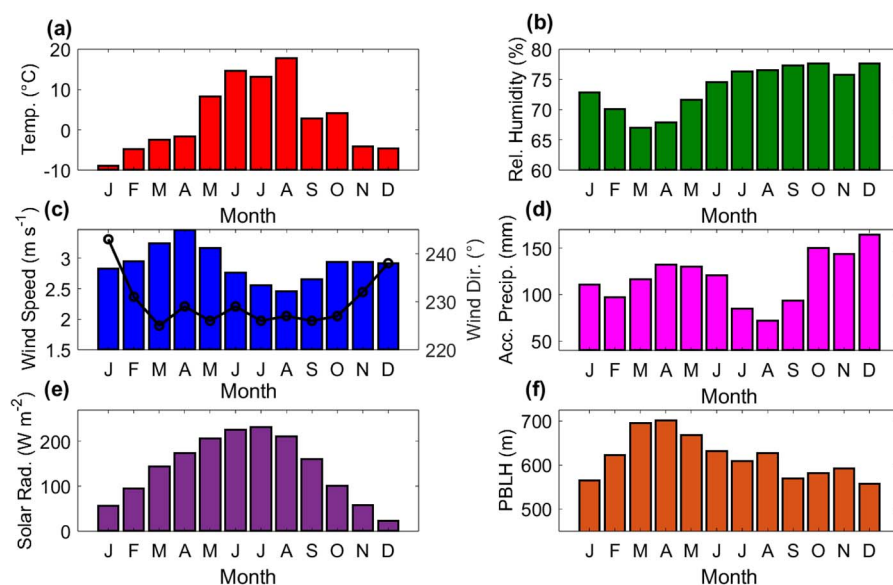 (a)
20
10
0
-10
Temp. (°C)
J F M A M J J A S O N D
Month
(b)
80
75
70
65
60
Rel. Humidity (%)
J F M A M J J A S O N D
Month
(c)
3
2.5
2
1.5
Wind Speed (m s-1)
240
230
220
Wind Dir. (°)
J F M A M J J A S O N D
Month
(d)
150
100
50
Acc. Precip. (mm)
J F M A M J J A S O N D
Month
(e)
200
100
0
Solar Rad. (W m-2)
J F M A M J J A S O N D
Month
(f)
700
600
500
PBLH (m)
J F M A M J J A S O N D
Month